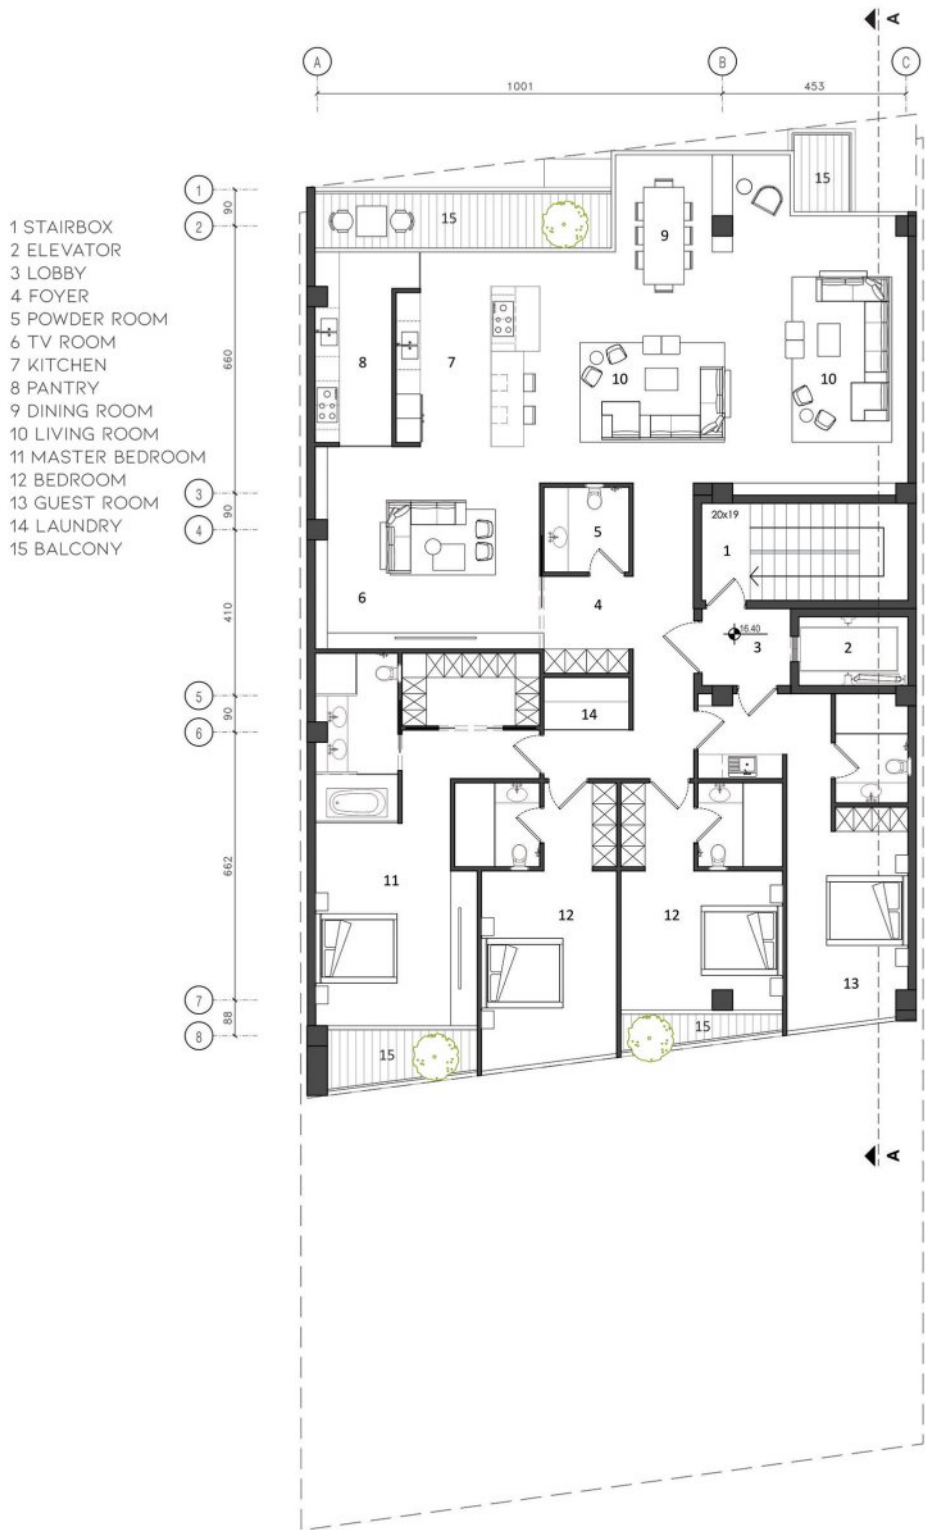 A
A
B
C
1001
453
1
90
2
660
3
90
4
410
5
90
6
662
7
88
8
1 STAIRBOX
2 ELEVATOR
3 LOBBY
4 FOYER
5 POWDER ROOM
6 TV ROOM
7 KITCHEN
8 PANTRY
9 DINING ROOM
10 LIVING ROOM
11 MASTER BEDROOM
12 BEDROOM
13 GUEST ROOM
14 LAUNDRY
15 BALCONY
15
15
9
8
7
10
10
20x19
5
1
6
4
16.40
3
2
14
11
12
12
13
15
15
A